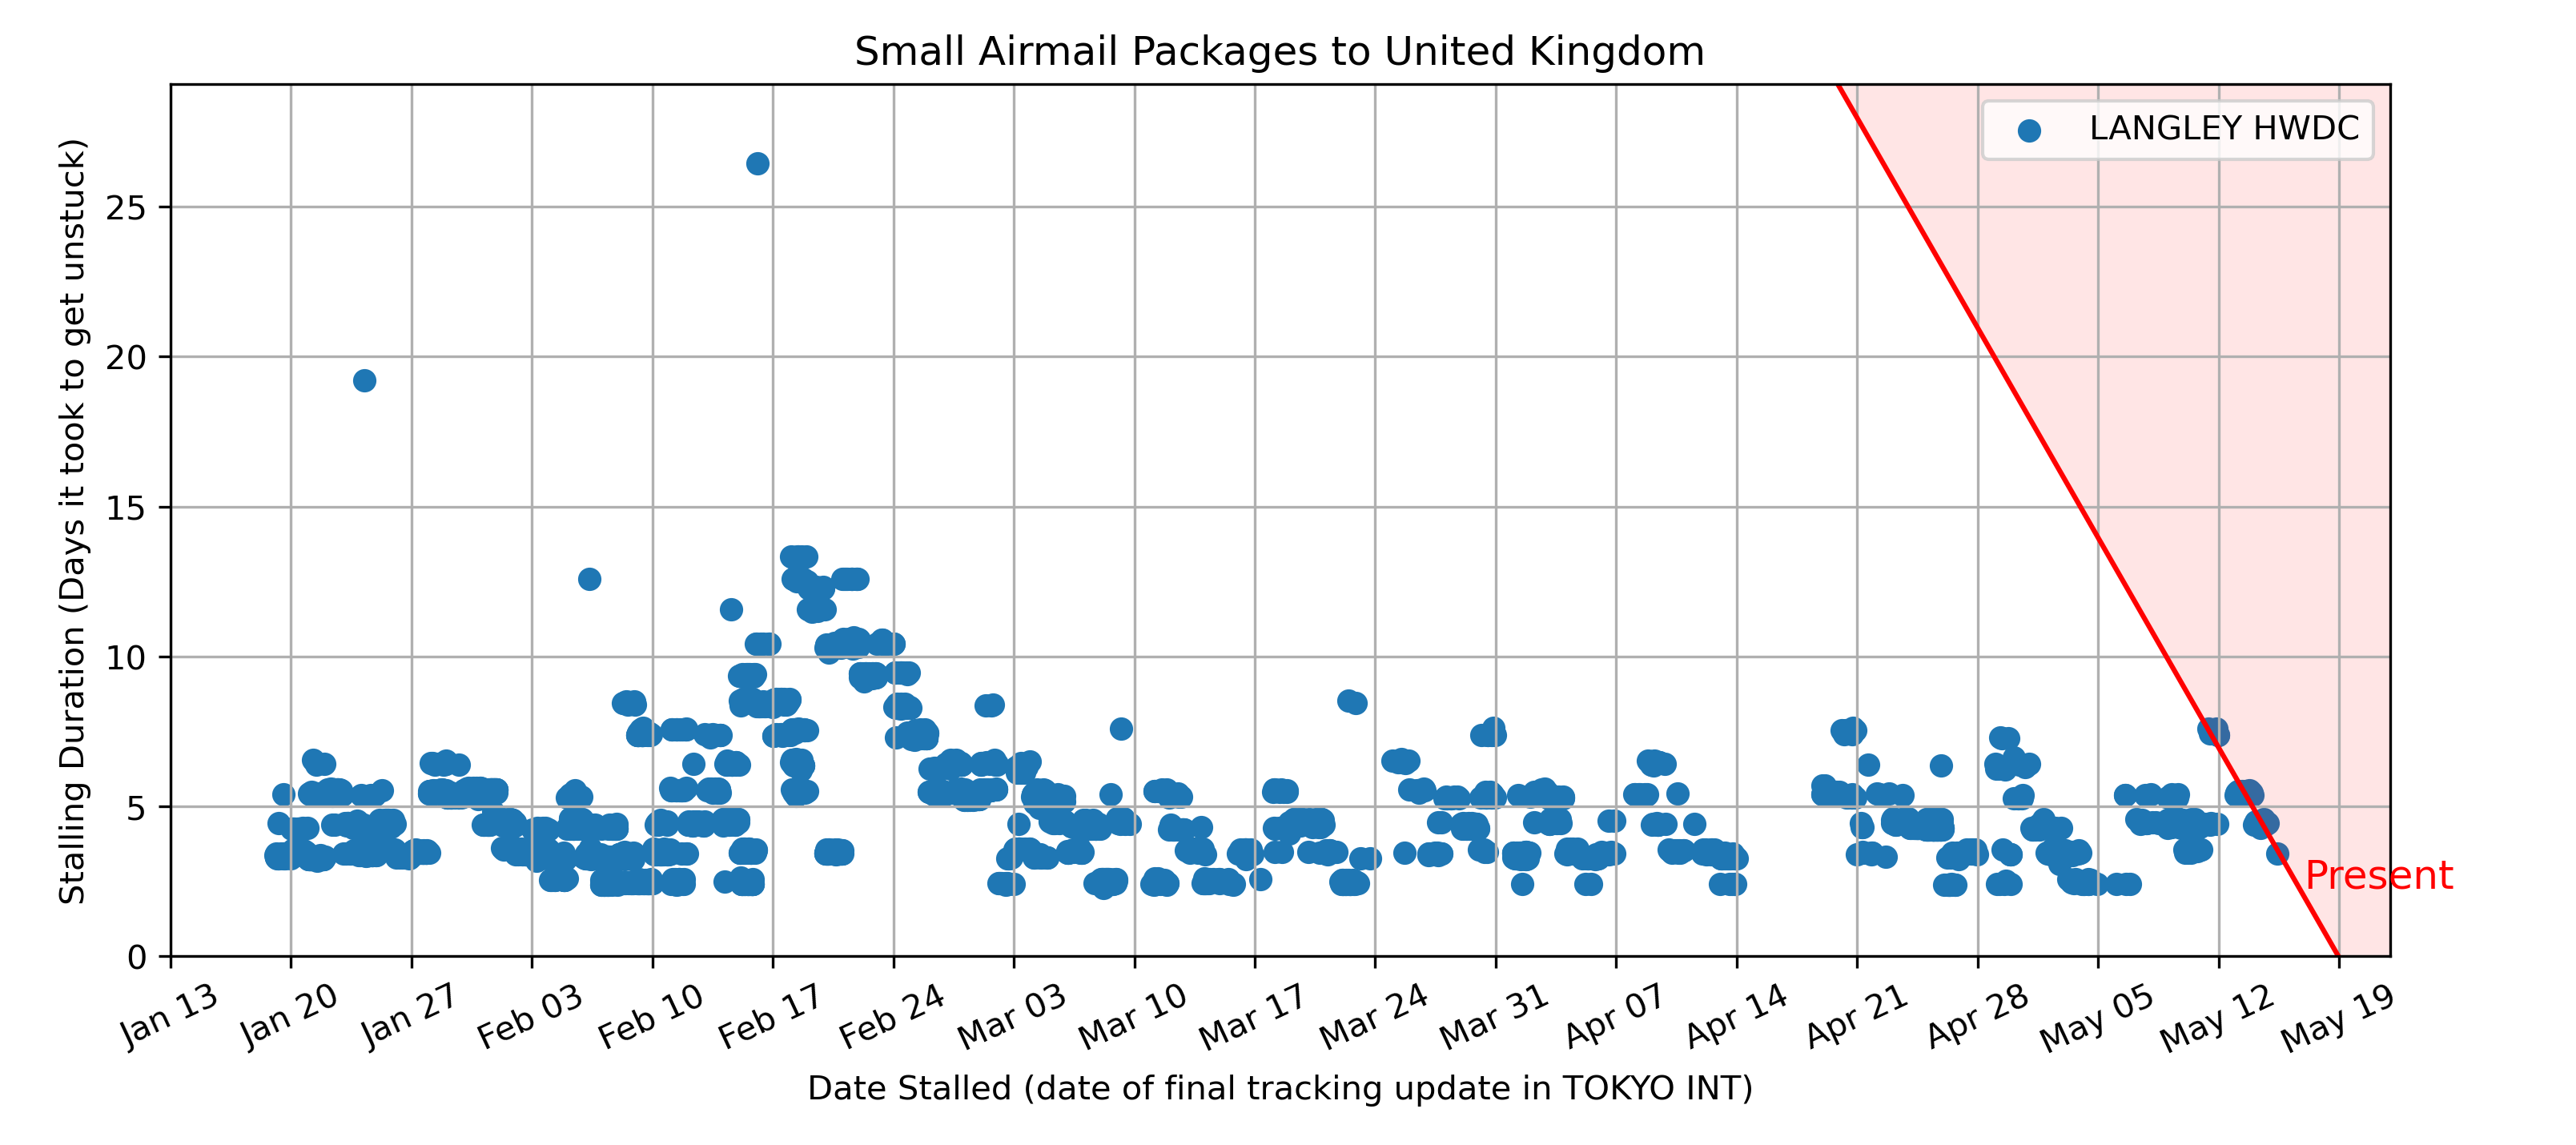 Small Airmail Packages to United Kingdom
LANGLEY HWDC
Stalling Duration (Days it took to get unstuck)
25
20
15
10
5
0
Present
Jan 13
Jan 20
Jan 27
Feb 03
Feb 10
Feb 17
Feb 24
Mar 03
Mar 10
Mar 17
Mar 24
Mar 31
Apr 07
Apr 14
Apr 21
Apr 28
May 05
May 12
May 19
Date Stalled (date of final tracking update in TOKYO INT)